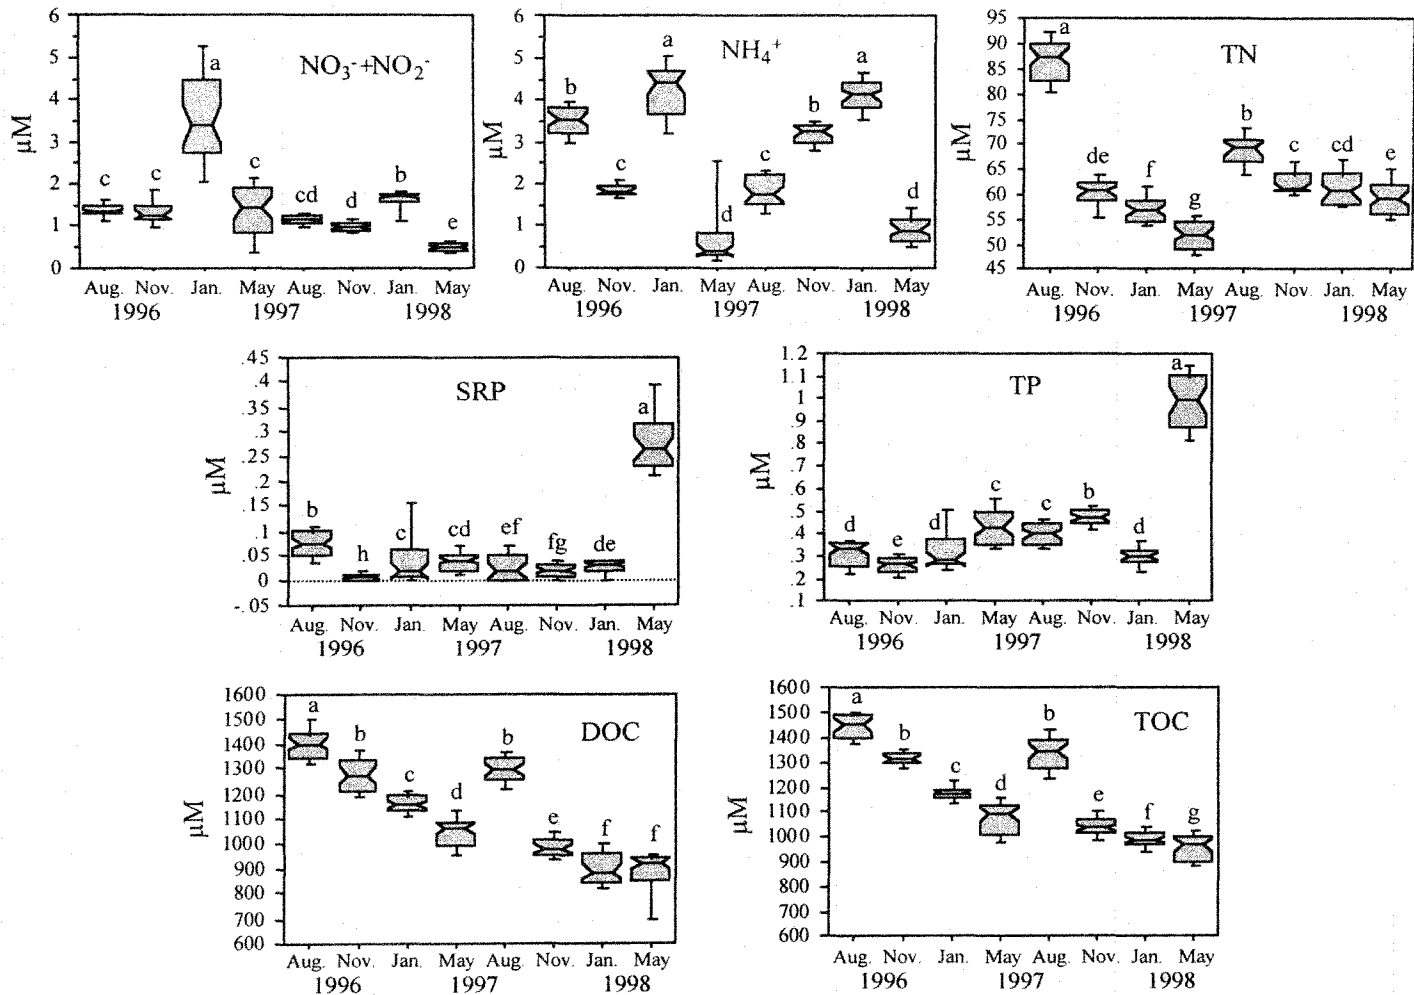 NO₃⁻+NO₂⁻
μM
6
5
4
3
2
1
0
c c a c cd d b e
Aug. Nov. Jan. May Aug. Nov. Jan. May
1996 1997 1998
NH₄⁺
6
5
4
3
2
1
0
b c a d c b a d
Aug. Nov. Jan. May Aug. Nov. Jan. May
1996 1997 1998
TN
95
90
85
80
75
70
65
60
55
50
45
a de f g b c cd e
Aug. Nov. Jan. May Aug. Nov. Jan. May
1996 1997 1998
SRP
μM
.45
.4
.35
.3
.25
.2
.15
.1
.05
0
-.05
b h c cd ef fg de a
Aug. Nov. Jan. May Aug. Nov. Jan. May
1996 1997 1998
TP
μM
1.2
1.1
1
.9
.8
.7
.6
.5
.4
.3
.2
.1
d e d c c b d a
Aug. Nov. Jan. May Aug. Nov. Jan. May
1996 1997 1998
DOC
μM
1600
1500
1400
1300
1200
1100
1000
900
800
700
600
a b c d b e f f
Aug. Nov. Jan. May Aug. Nov. Jan. May
1996 1997 1998
TOC
μM
1600
1500
1400
1300
1200
1100
1000
900
800
700
600
a b c d b e f g
Aug. Nov. Jan. May Aug. Nov. Jan. May
1996 1997 1998